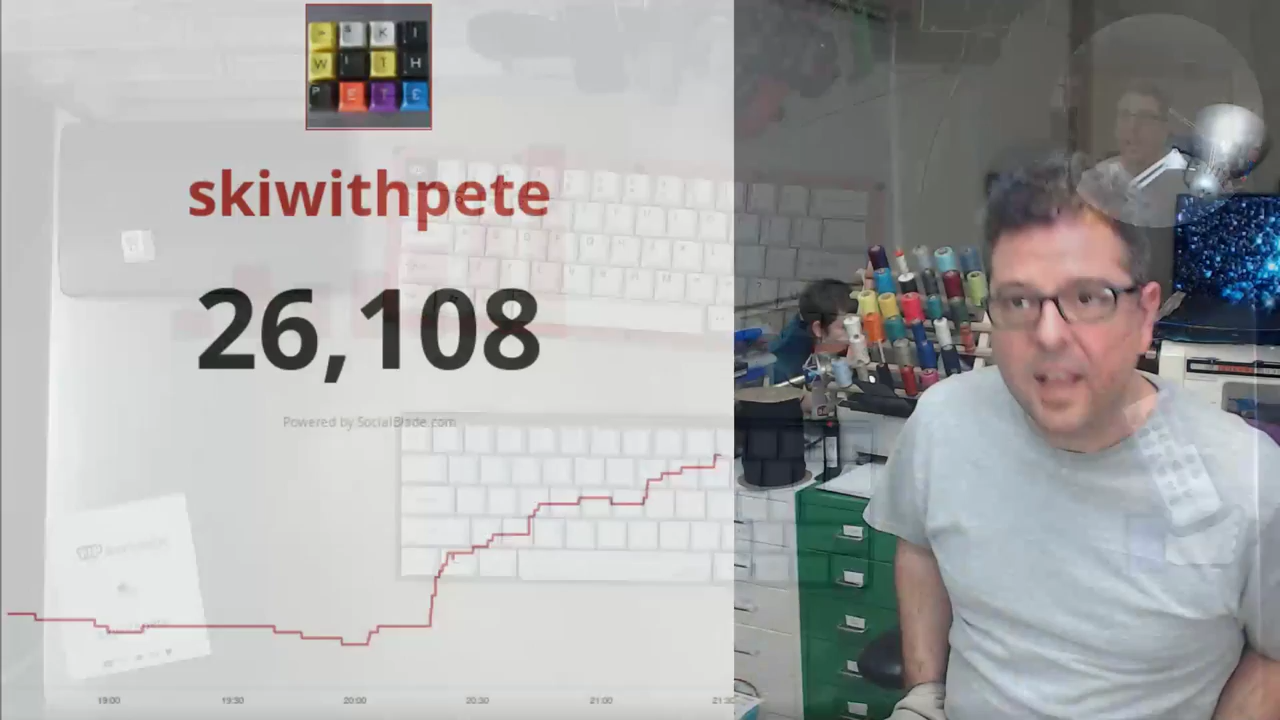 > S K I
W I T H
P E T E
skiwithpete
26,108
Powered by SocialBlade.com
19:00 19:30 20:00 20:30 21:00